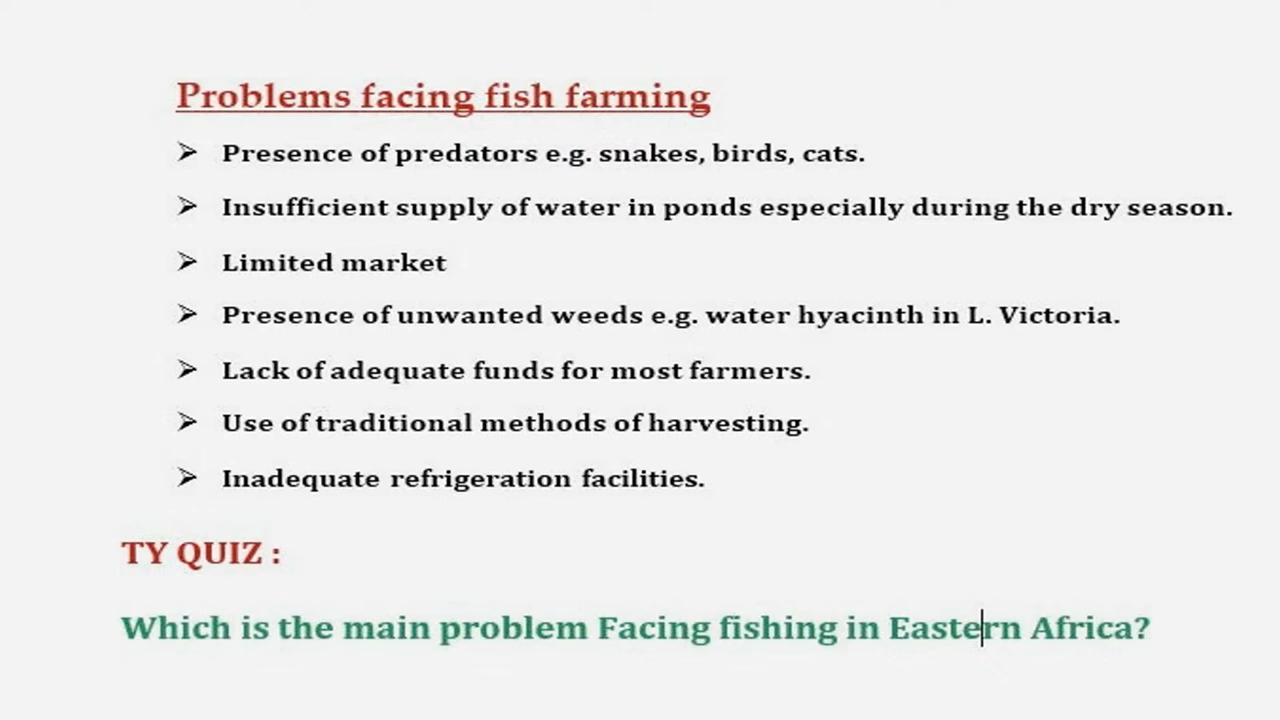 Problems facing fish farming
➢ Presence of predators e.g. snakes, birds, cats.
➢ Insufficient supply of water in ponds especially during the dry season.
➢ Limited market
➢ Presence of unwanted weeds e.g. water hyacinth in L. Victoria.
➢ Lack of adequate funds for most farmers.
➢ Use of traditional methods of harvesting.
➢ Inadequate refrigeration facilities.
TY QUIZ :
Which is the main problem Facing fishing in Eastern Africa?